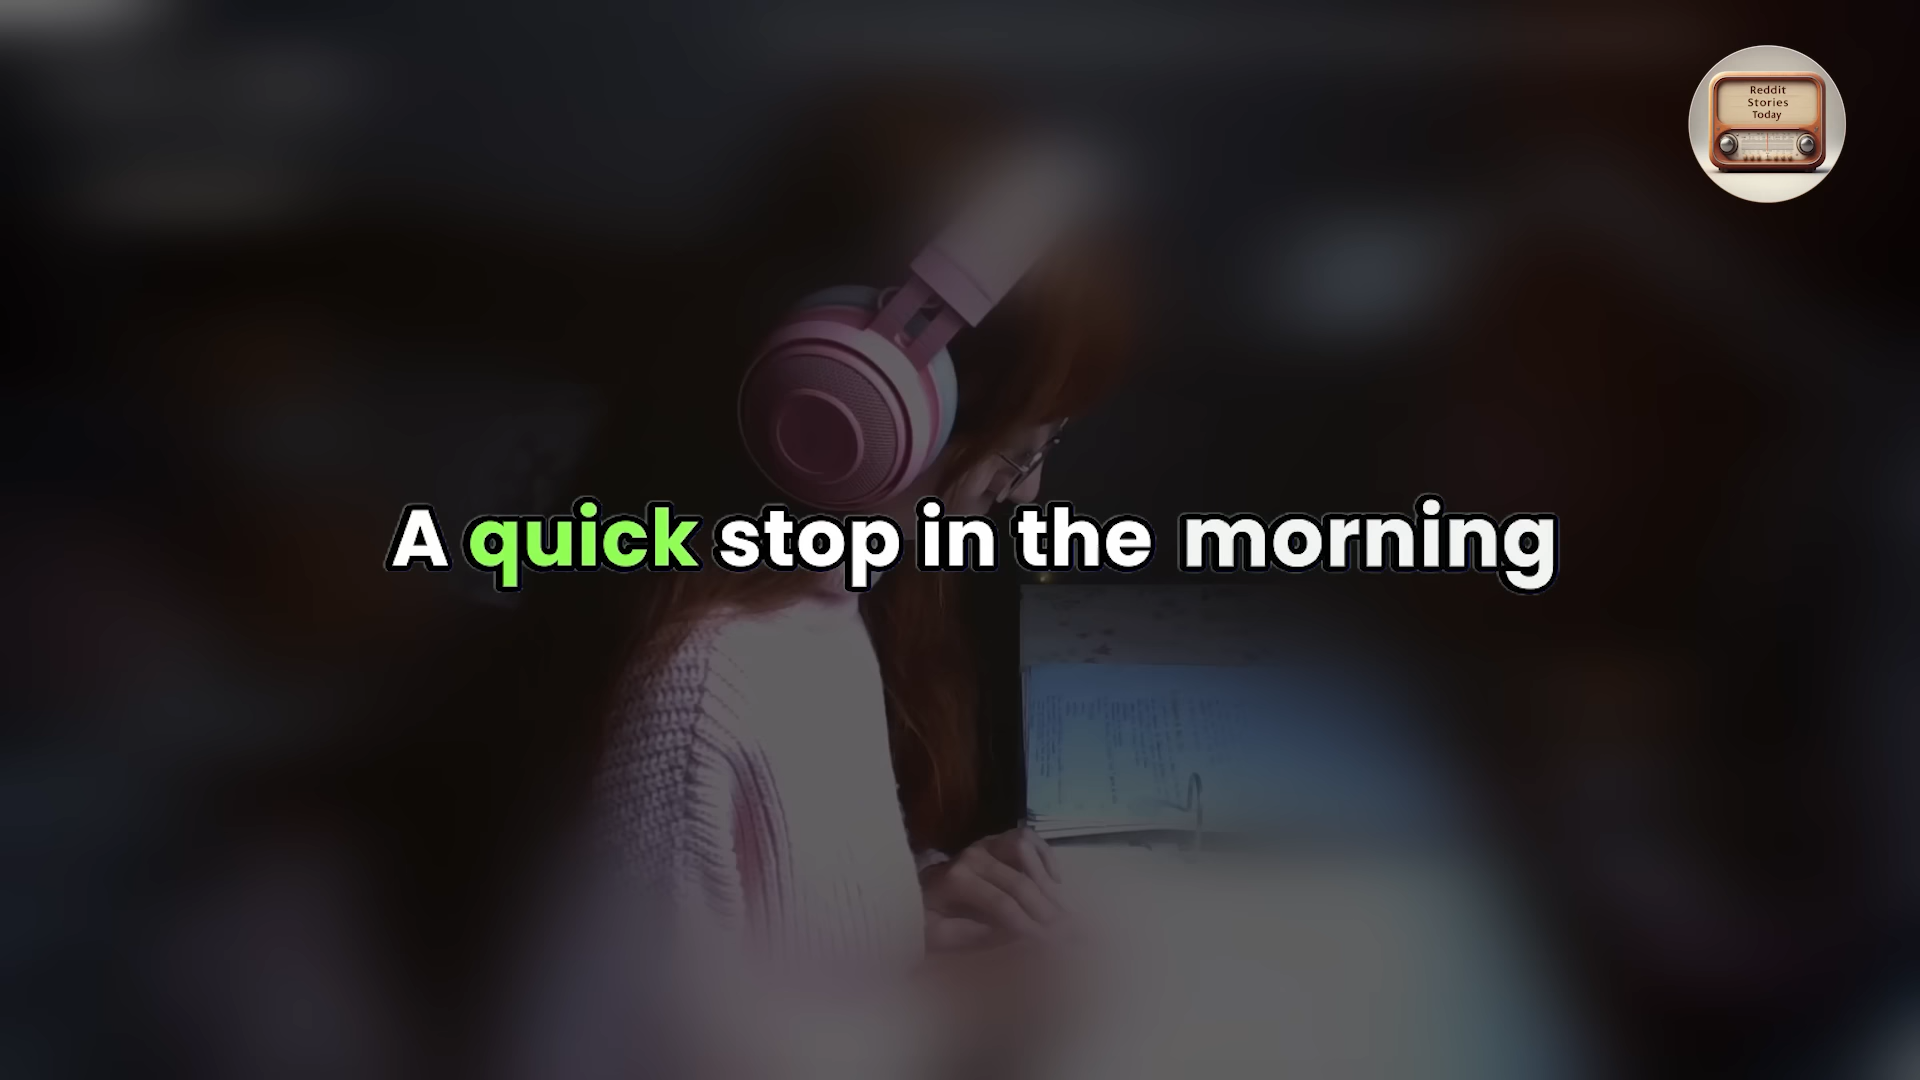 Reddit
Stories
Today
A quick stop in the morning